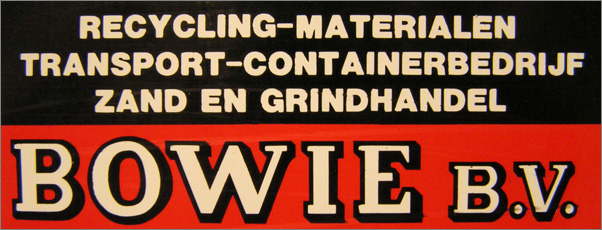 RECYCLING-MATERIALEN
TRANSPORT-CONTAINERBEDRIJF
ZAND EN GRINDHANDEL
BOWIE B.V.